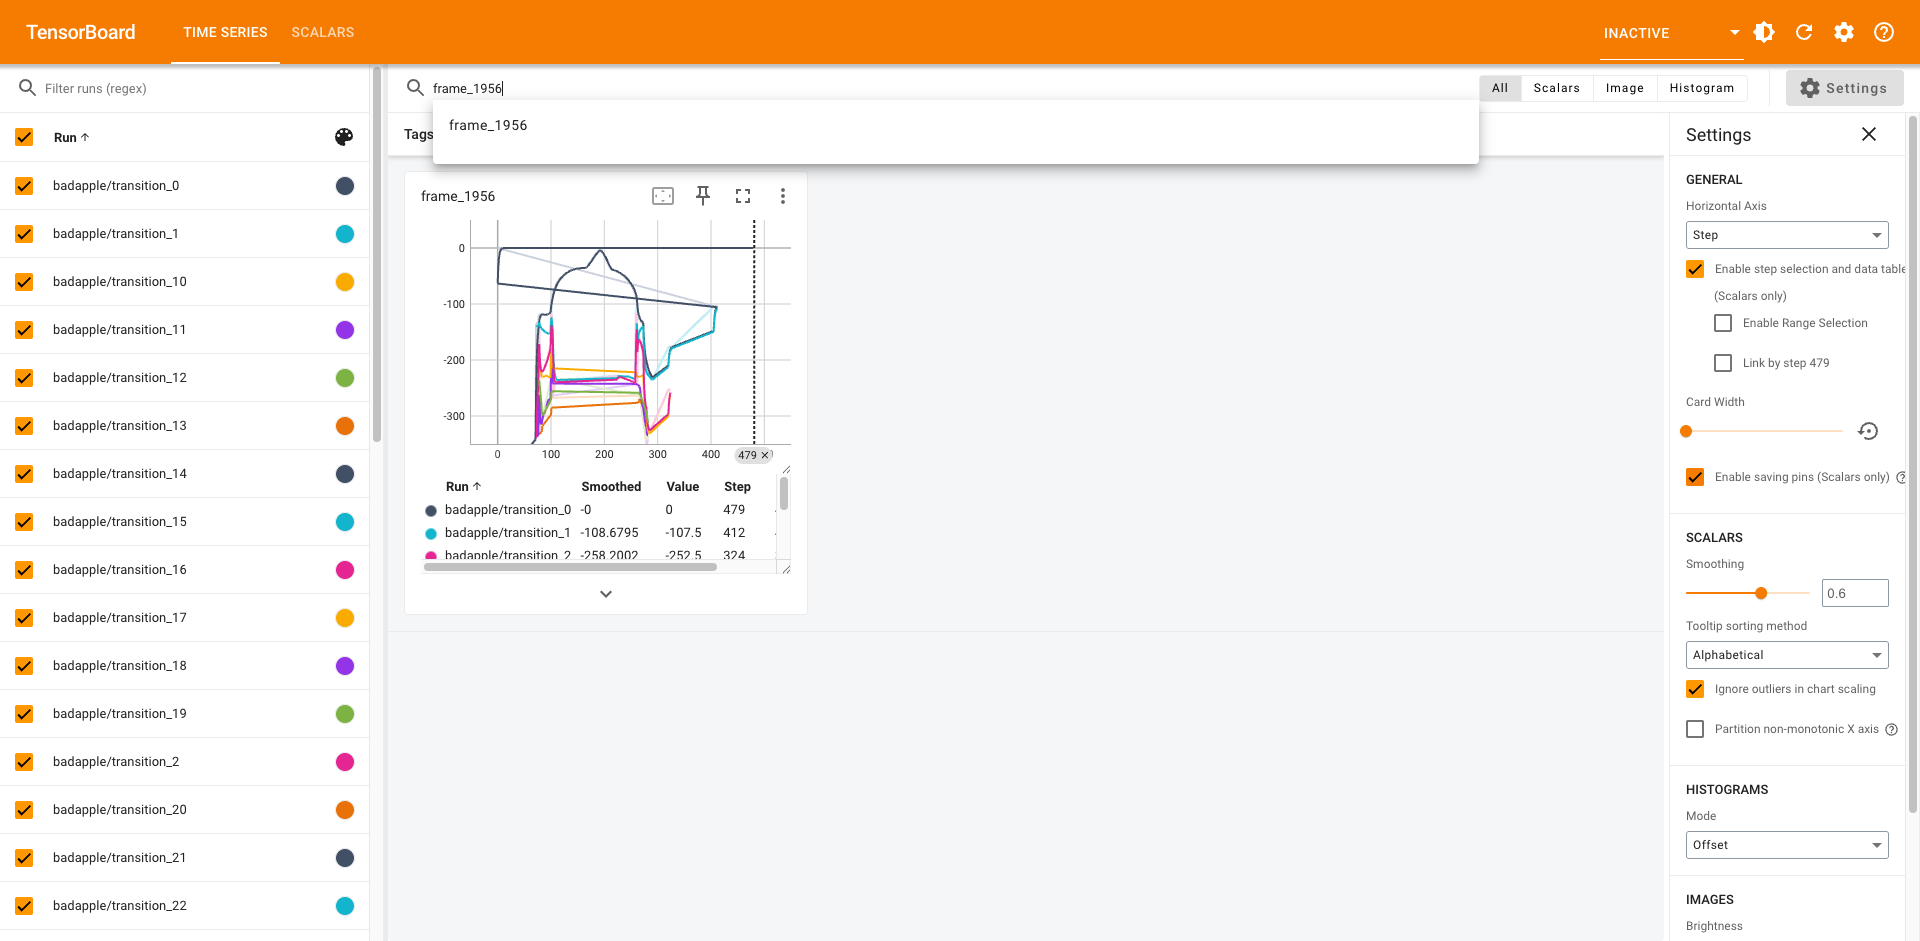 TensorBoard TIME SERIES SCALARS INACTIVE
Filter runs (regex)
Run
badapple/transition_0
badapple/transition_1
badapple/transition_10
badapple/transition_11
badapple/transition_12
badapple/transition_13
badapple/transition_14
badapple/transition_15
badapple/transition_16
badapple/transition_17
badapple/transition_18
badapple/transition_19
badapple/transition_2
badapple/transition_20
badapple/transition_21
badapple/transition_22
frame_1956
All Scalars Image Histogram Settings
frame_1956
Tags
frame_1956
0
-100
-200
-300
0 100 200 300 400 479
Run Smoothed Value Step
badapple/transition_0 -0 0 479
badapple/transition_1 -108.6795 -107.5 412
badapple/transition_2 -258.2002 -252.5 324
Settings
GENERAL
Horizontal Axis
Step
Enable step selection and data table
(Scalars only)
Enable Range Selection
Link by step 479
Card Width
Enable saving pins (Scalars only)
SCALARS
Smoothing
0.6
Tooltip sorting method
Alphabetical
Ignore outliers in chart scaling
Partition non-monotonic X axis
HISTOGRAMS
Mode
Offset
IMAGES
Brightness